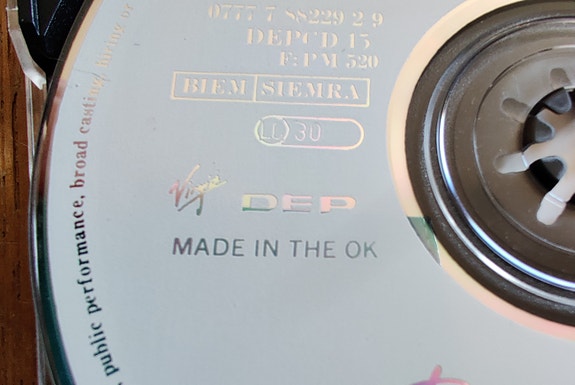 0777 7 88229 2 9
DEPCD 15
F: PM 520
BIEM SIEMRA
LC 30
Virgin DEP
MADE IN THE OK
public performance, broad casting, hiring or